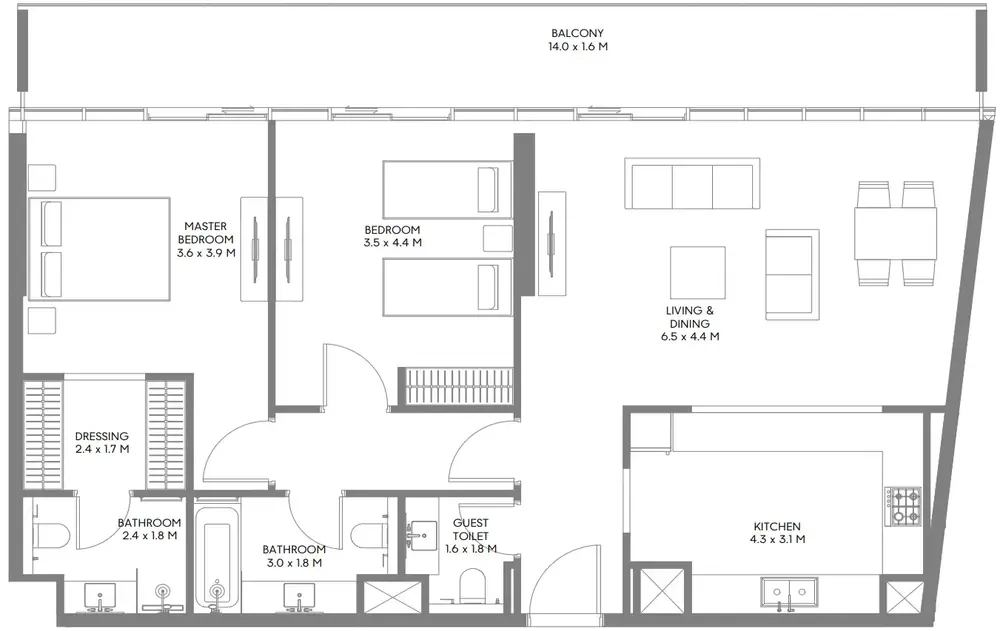 BALCONY
14.0 x 1.6 M
MASTER
BEDROOM
3.6 x 3.9 M
BEDROOM
3.5 x 4.4 M
LIVING &
DINING
6.5 x 4.4 M
DRESSING
2.4 x 1.7 M
BATHROOM
2.4 x 1.8 M
BATHROOM
3.0 x 1.8 M
GUEST
TOILET
1.6 x 1.8 M
KITCHEN
4.3 x 3.1 M